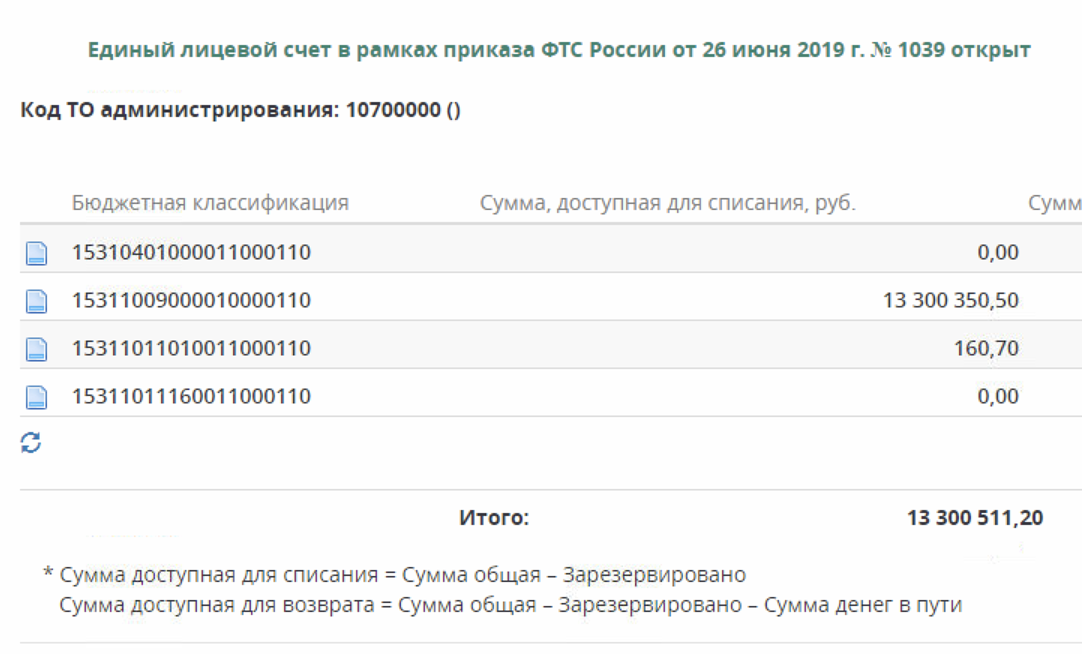 Единый лицевой счет в рамках приказа ФТС России от 26 июня 2019 г. № 1039 открыт
Код ТО администрирования: 10700000 ()
Бюджетная классификация Сумма, доступная для списания, руб. Сумм
15310401000011000110 0,00
15311009000010000110 13 300 350,50
15311011010011000110 160,70
15311011160011000110 0,00
Итого: 13 300 511,20
* Сумма доступная для списания = Сумма общая – Зарезервировано
Сумма доступная для возврата = Сумма общая – Зарезервировано – Сумма денег в пути